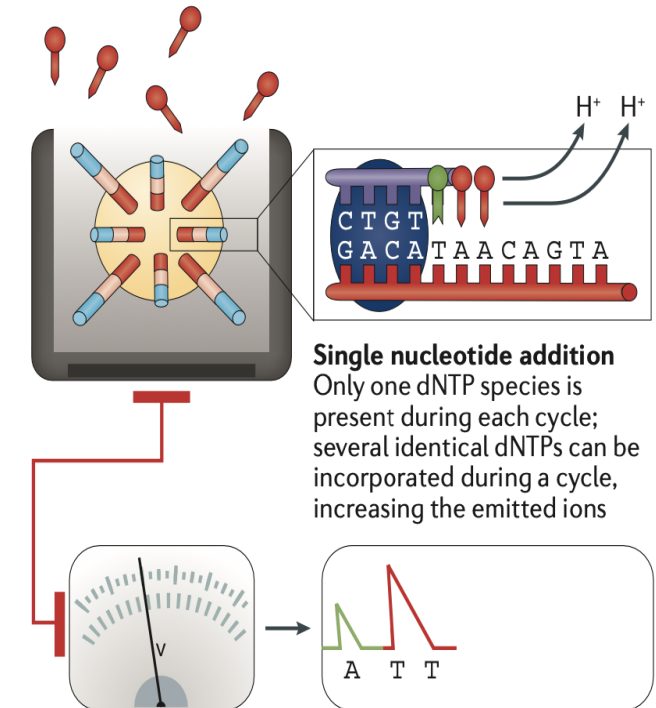 H+ H+
CTGT
GACATAACAGTA
Single nucleotide addition
Only one dNTP species is
present during each cycle;
several identical dNTPs can be
incorporated during a cycle,
increasing the emitted ions
V
A T T